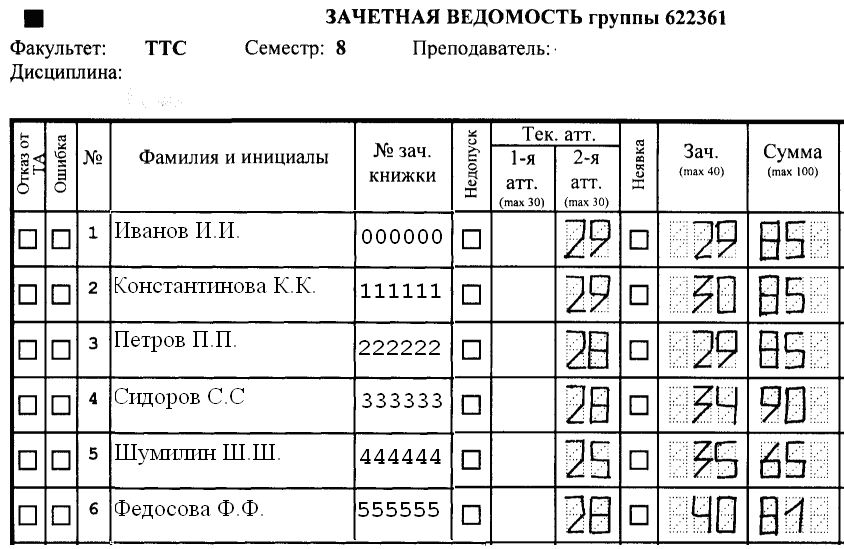 ЗАЧЕТНАЯ ВЕДОМОСТЬ группы 622361
Факультет: ТТС Семестр: 8 Преподаватель:
Дисциплина:
Отказ от ТА Ошибка № Фамилия и инициалы № зач. книжки Недопуск Тек. атт. 1-я атт. (max 30) 2-я атт. (max 30) Неявка Зач. (max 40) Сумма (max 100)
1 Иванов И.И. 000000 29 29 85
2 Константинова К.К. 111111 29 30 85
3 Петров П.П. 222222 28 29 85
4 Сидоров С.С 333333 28 34 90
5 Шумилин Ш.Ш. 444444 25 35 65
6 Федосова Ф.Ф. 555555 28 40 81